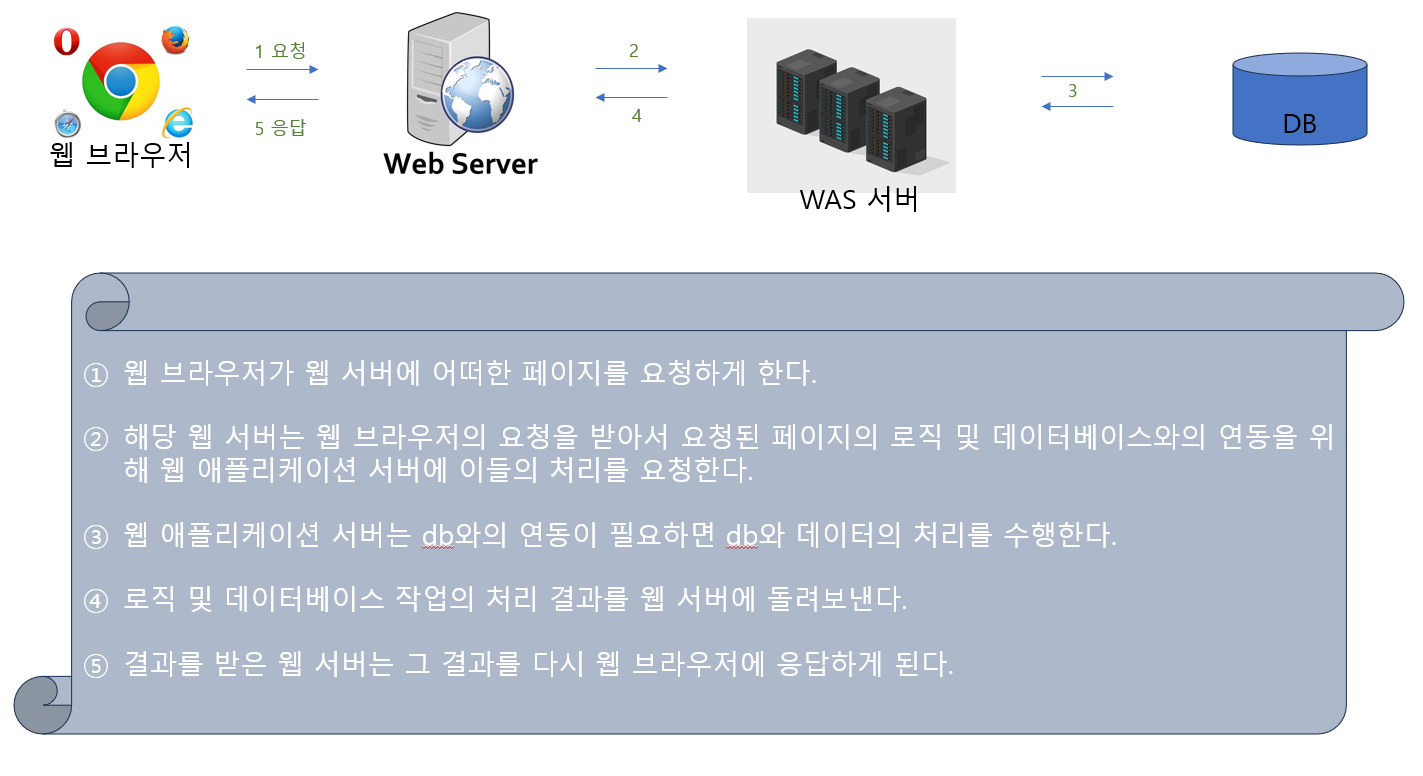 1 요청
5 응답
웹 브라우저
Web Server
2
4
WAS 서버
3
DB
① 웹 브라우저가 웹 서버에 어떠한 페이지를 요청하게 한다.
② 해당 웹 서버는 웹 브라우저의 요청을 받아서 요청된 페이지의 로직 및 데이터베이스와의 연동을 위
해 웹 애플리케이션 서버에 이들의 처리를 요청한다.
③ 웹 애플리케이션 서버는 db와의 연동이 필요하면 db와 데이터의 처리를 수행한다.
④ 로직 및 데이터베이스 작업의 처리 결과를 웹 서버에 돌려보낸다.
⑤ 결과를 받은 웹 서버는 그 결과를 다시 웹 브라우저에 응답하게 된다.